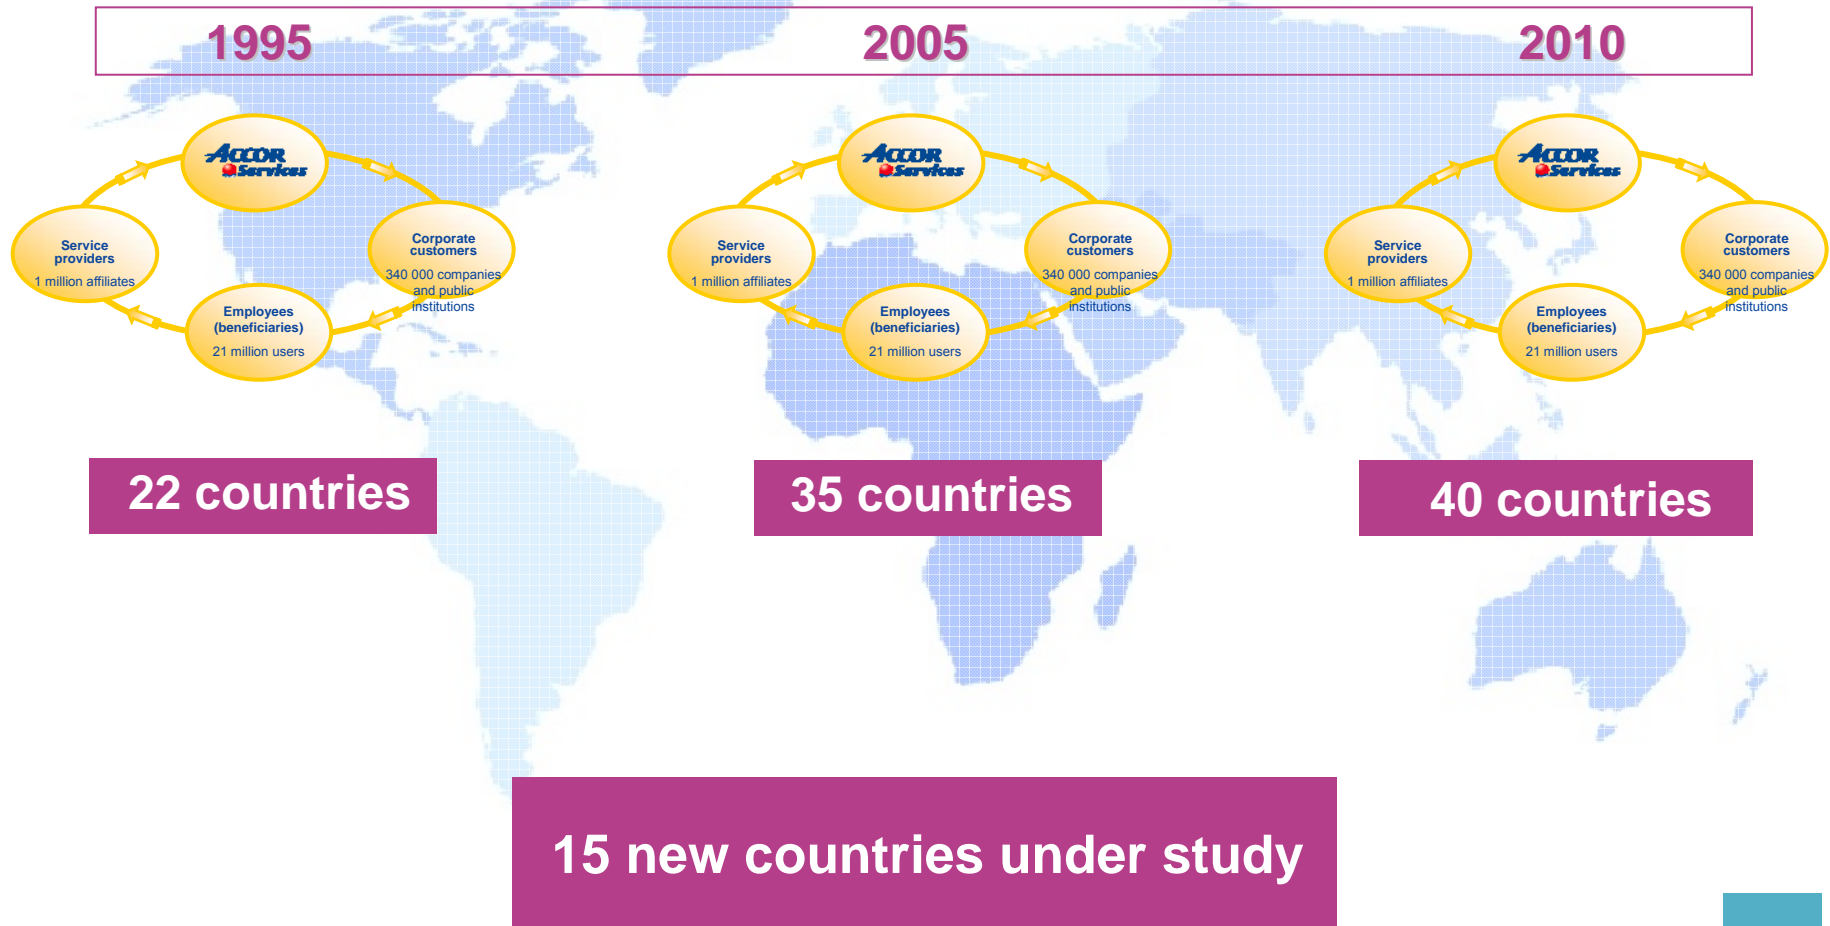 1995
2005
2010
ACCOR
Services
Service
providers
1 million affiliates
Corporate
customers
340 000 companies
and public
institutions
Employees
(beneficiaries)
21 million users
ACCOR
Services
Service
providers
1 million affiliates
Corporate
customers
340 000 companies
and public
institutions
Employees
(beneficiaries)
21 million users
ACCOR
Services
Service
providers
1 million affiliates
Corporate
customers
340 000 companies
and public
institutions
Employees
(beneficiaries)
21 million users
22 countries
35 countries
40 countries
15 new countries under study